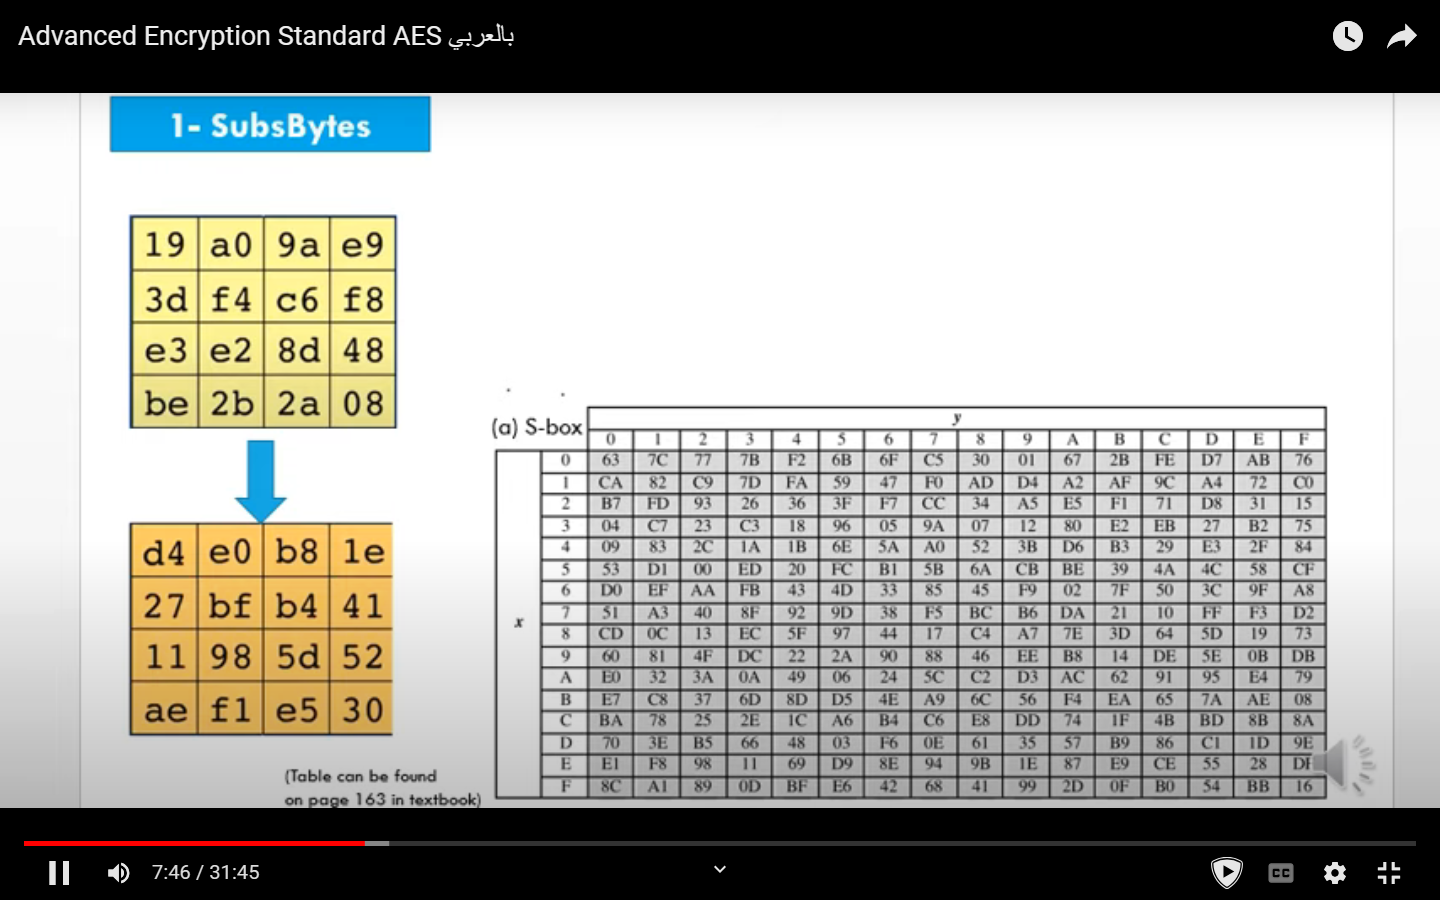 Advanced Encryption Standard AES بالعربي
1- SubsBytes
19 a0 9a e9
3d f4 c6 f8
e3 e2 8d 48
be 2b 2a 08
d4 e0 b8 1e
27 bf b4 41
11 98 5d 52
ae f1 e5 30
(Table can be found
on page 163 in textbook)
(a) S-box
y
0 1 2 3 4 5 6 7 8 9 A B C D E F
x
0 63 7C 77 7B F2 6B 6F C5 30 01 67 2B FE D7 AB 76
1 CA 82 C9 7D FA 59 47 F0 AD D4 A2 AF 9C A4 72 C0
2 B7 FD 93 26 36 3F F7 CC 34 A5 E5 F1 71 D8 31 15
3 04 C7 23 C3 18 96 05 9A 07 12 80 E2 EB 27 B2 75
4 09 83 2C 1A 1B 6E 5A A0 52 3B D6 B3 29 E3 2F 84
5 53 D1 00 ED 20 FC B1 5B 6A CB BE 39 4A 4C 58 CF
6 D0 EF AA FB 43 4D 33 85 45 F9 02 7F 50 3C 9F A8
7 51 A3 40 8F 92 9D 38 F5 BC B6 DA 21 10 FF F3 D2
8 CD 0C 13 EC 5F 97 44 17 C4 A7 7E 3D 64 5D 19 73
9 60 81 4F DC 22 2A 90 88 46 EE B8 14 DE 5E 0B DB
A E0 32 3A 0A 49 06 24 5C C2 D3 AC 62 91 95 E4 79
B E7 C8 37 6D 8D D5 4E A9 6C 56 F4 EA 65 7A AE 08
C BA 78 25 2E 1C A6 B4 C6 E8 DD 74 1F 4B BD 8B 8A
D 70 3E B5 66 48 03 F6 0E 61 35 57 B9 86 C1 1D 9E
E E1 F8 98 11 69 D9 8E 94 9B 1E 87 E9 CE 55 28 DF
F 8C A1 89 0D BF E6 42 68 41 99 2D 0F B0 54 BB 16
7:46 / 31:45
CC